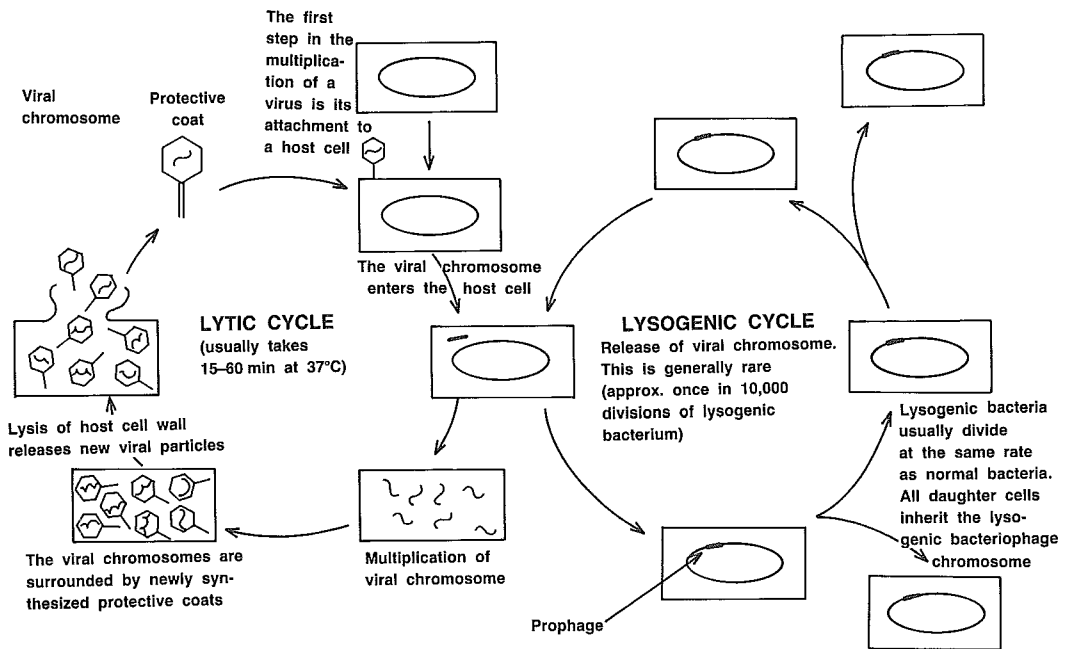 The first
step in the
multiplica-
tion of a
virus is its
attachment to
a host cell
Viral
chromosome
Protective
coat
The viral chromosome
enters the host cell
LYTIC CYCLE
(usually takes
15–60 min at 37°C)
LYSOGENIC CYCLE
Release of viral chromosome.
This is generally rare
(approx. once in 10,000
divisions of lysogenic
bacterium)
Lysis of host cell wall
releases new viral particles
Lysogenic bacteria
usually divide
at the same rate
as normal bacteria.
All daughter cells
inherit the lyso-
genic bacteriophage
chromosome
The viral chromosomes are
surrounded by newly syn-
thesized protective coats
Multiplication of
viral chromosome
Prophage